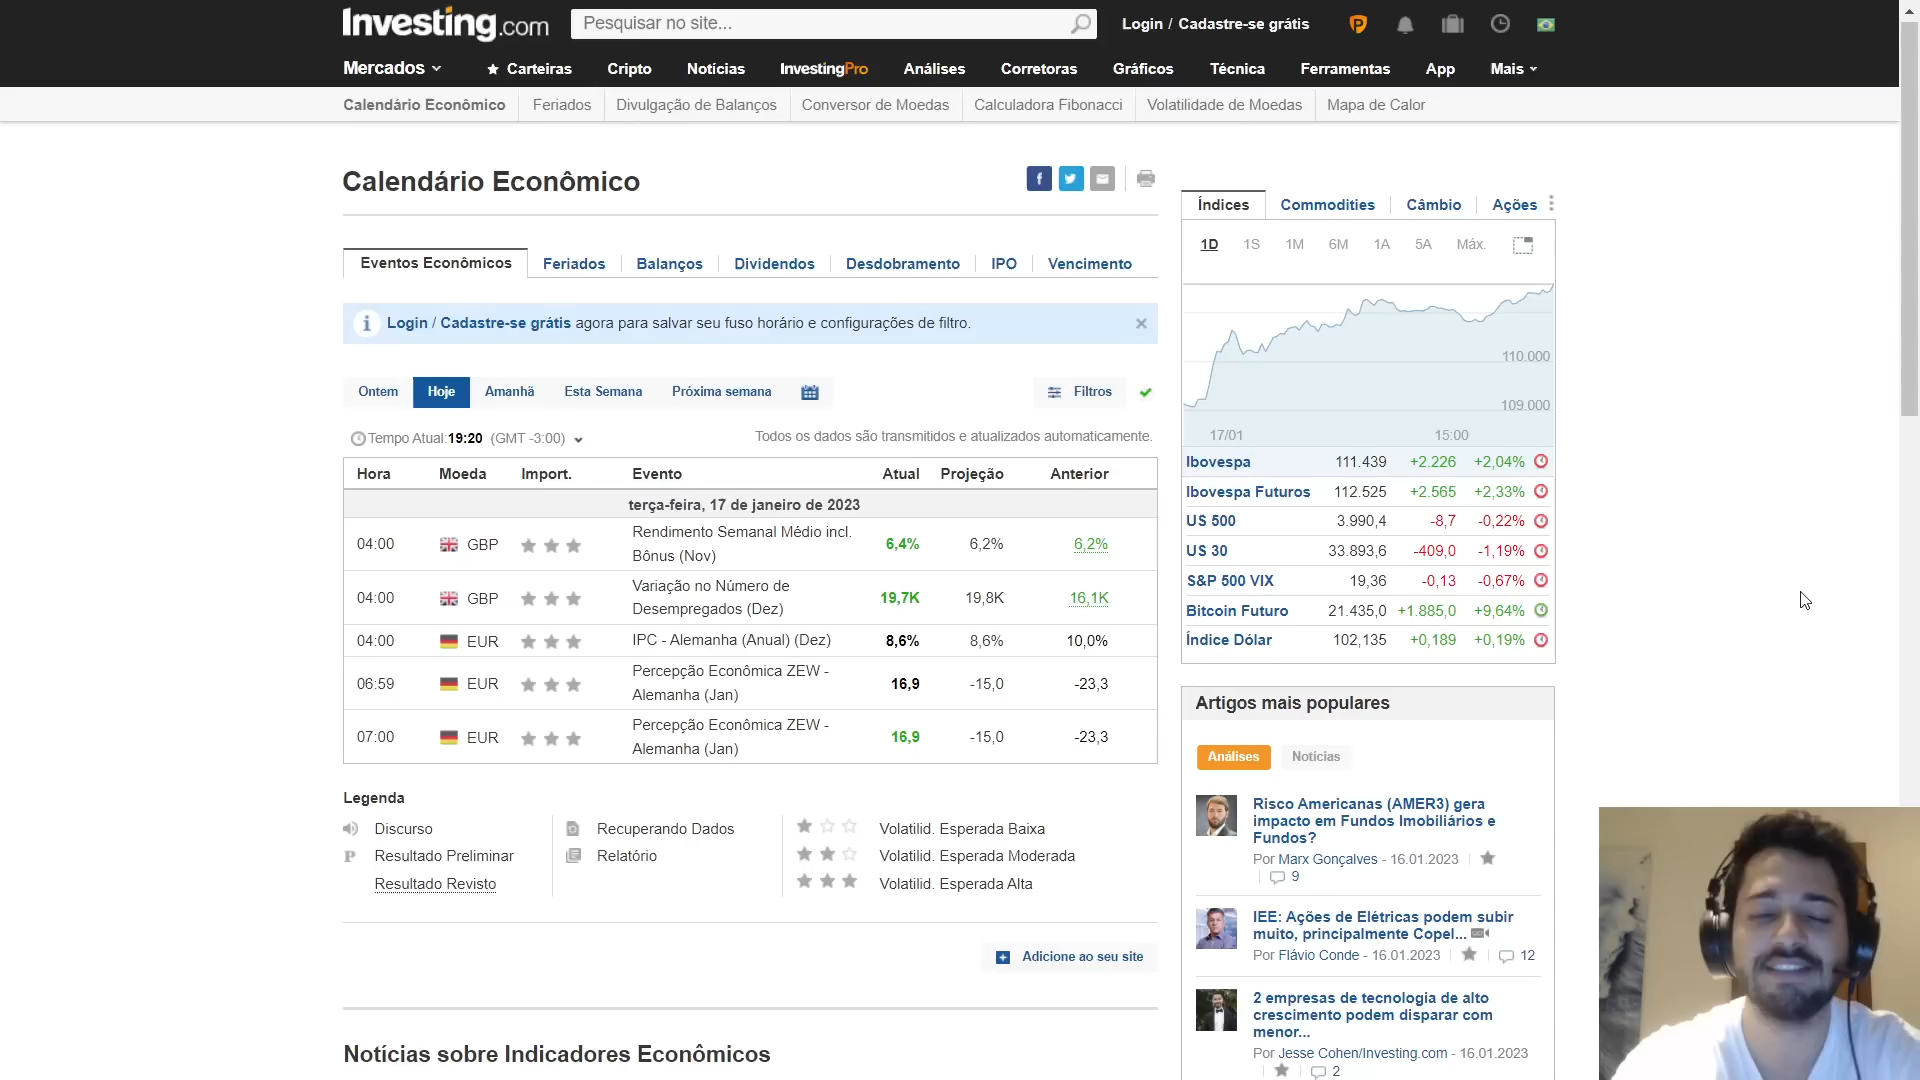 Investing.com
Pesquisar no site...
Login / Cadastre-se grátis
Mercados
Carteiras
Cripto
Notícias
InvestingPro
Análises
Corretoras
Gráficos
Técnica
Ferramentas
App
Mais
Calendário Econômico
Feriados
Divulgação de Balanços
Conversor de Moedas
Calculadora Fibonacci
Volatilidade de Moedas
Mapa de Calor
Calendário Econômico
Eventos Econômicos
Feriados
Balanços
Dividendos
Desdobramento
IPO
Vencimento
Login / Cadastre-se grátis agora para salvar seu fuso horário e configurações de filtro.
Ontem
Hoje
Amanhã
Esta Semana
Próxima semana
Filtros
Tempo Atual:19:20 (GMT -3:00)
Todos os dados são transmitidos e atualizados automaticamente.
Hora Moeda Import. Evento Atual Projeção Anterior
terça-feira, 17 de janeiro de 2023
04:00 GBP Rendimento Semanal Médio incl. 6,4% 6,2% 6,2%
Bônus (Nov)
04:00 GBP Variação no Número de 19,7K 19,8K 16,1K
Desempregados (Dez)
04:00 EUR IPC - Alemanha (Anual) (Dez) 8,6% 8,6% 10,0%
06:59 EUR Percepção Econômica ZEW - 16,9 -15,0 -23,3
Alemanha (Jan)
07:00 EUR Percepção Econômica ZEW - 16,9 -15,0 -23,3
Alemanha (Jan)
Legenda
Discurso
P Resultado Preliminar
Resultado Revisto
Recuperando Dados
Relatório
Volatilid. Esperada Baixa
Volatilid. Esperada Moderada
Volatilid. Esperada Alta
Adicione ao seu site
Notícias sobre Indicadores Econômicos
Índices
Commodities
Câmbio
Ações
1D 1S 1M 6M 1A 5A Máx.
110.000
109.000
17/01 15:00
Ibovespa 111.439 +2.226 +2,04%
Ibovespa Futuros 112.525 +2.565 +2,33%
US 500 3.990,4 -8,7 -0,22%
US 30 33.893,6 -409,0 -1,19%
S&P 500 VIX 19,36 -0,13 -0,67%
Bitcoin Futuro 21.435,0 +1.885,0 +9,64%
Índice Dólar 102,135 +0,189 +0,19%
Artigos mais populares
Análises
Notícias
Risco Americanas (AMER3) gera
impacto em Fundos Imobiliários e
Fundos?
Por Marx Gonçalves - 16.01.2023
9
IEE: Ações de Elétricas podem subir
muito, principalmente Copel...
Por Flávio Conde - 16.01.2023 12
2 empresas de tecnologia de alto
crescimento podem disparar com
menor...
Por Jesse Cohen/Investing.com - 16.01.2023
2